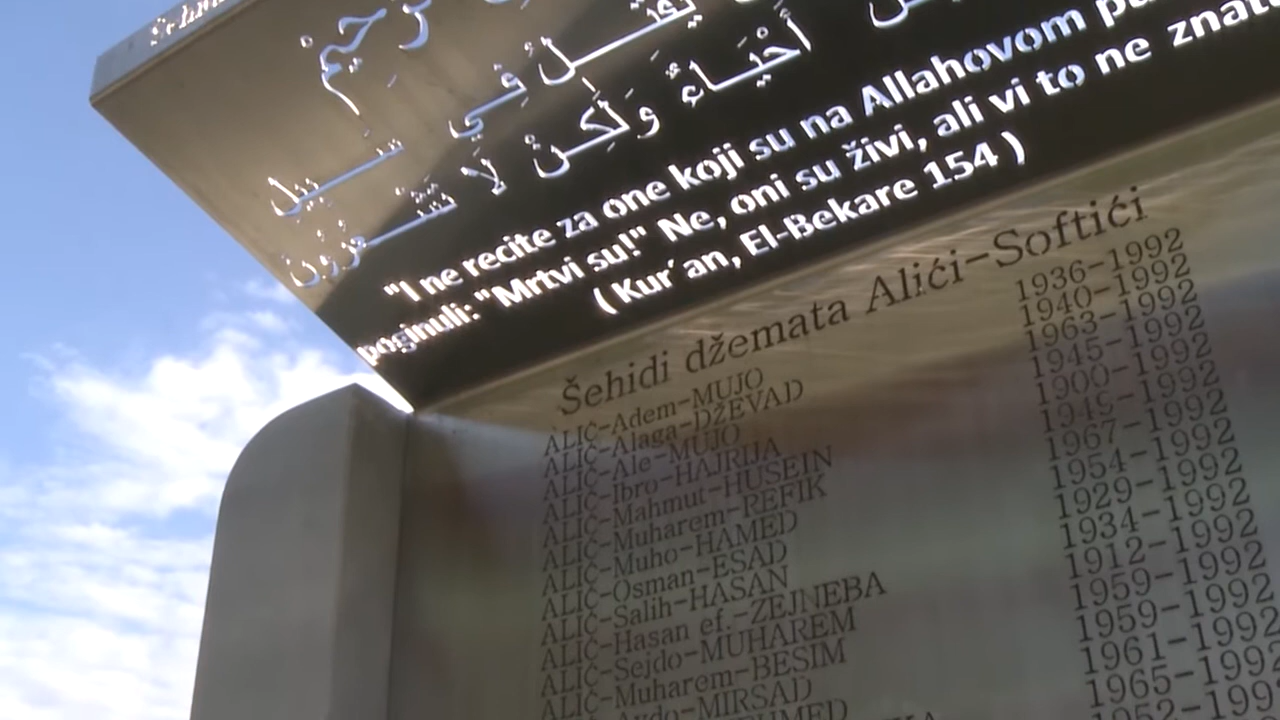 حِيمِ
يُقْتَلُ فِي سَبِيلِ
أَحْيَاءٌ وَلَكِنْ لَا تَشْعُرُونَ
"I ne recite za one koji su na Allahovom pu
poginuli: "Mrtvi su!" Ne, oni su živi, ali vi to ne znat
( Kur'an, El-Bekare 154 )
Šehidi džemata Alići-Softići
ALIĆ-Adem-MUJO 1936-1992
ALIĆ-Alaga-DŽEVAD 1940-1992
ALIĆ-Ale-MUJO 1963-1992
ALIĆ-Ibro-HAJRIJA 1945-1992
ALIĆ-Mahmut-HUSEIN 1900-1992
ALIĆ-Muharem-REFIK 1949-1992
ALIĆ-Muho-HAMED 1967-1992
ALIĆ-Osman-ESAD 1954-1992
ALIĆ-Salih-HASAN 1929-1992
ALIĆ-Hasan ef.-ZEJNEBA 1934-1992
ALIĆ-Sejdo-MUHAREM 1912-1992
ALIĆ-Muharem-BESIM 1959-1992
Avdo-MIRSAD 1959-1992
1961-1992
1965-1992
1952-199